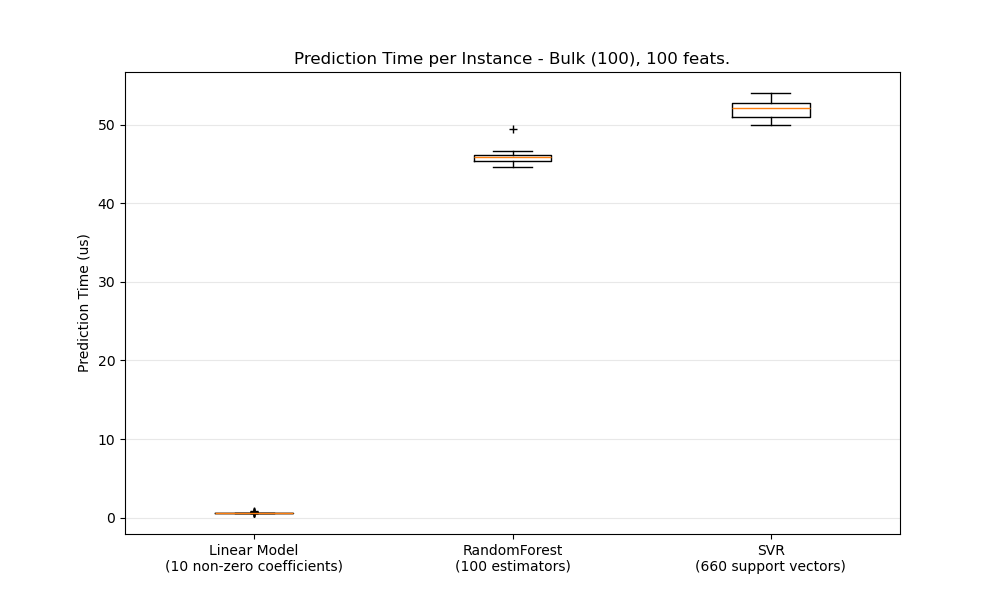 Prediction Time per Instance - Bulk (100), 100 feats.
Prediction Time (us)
50
40
30
20
10
0
Linear Model
(10 non-zero coefficients)
RandomForest
(100 estimators)
SVR
(660 support vectors)